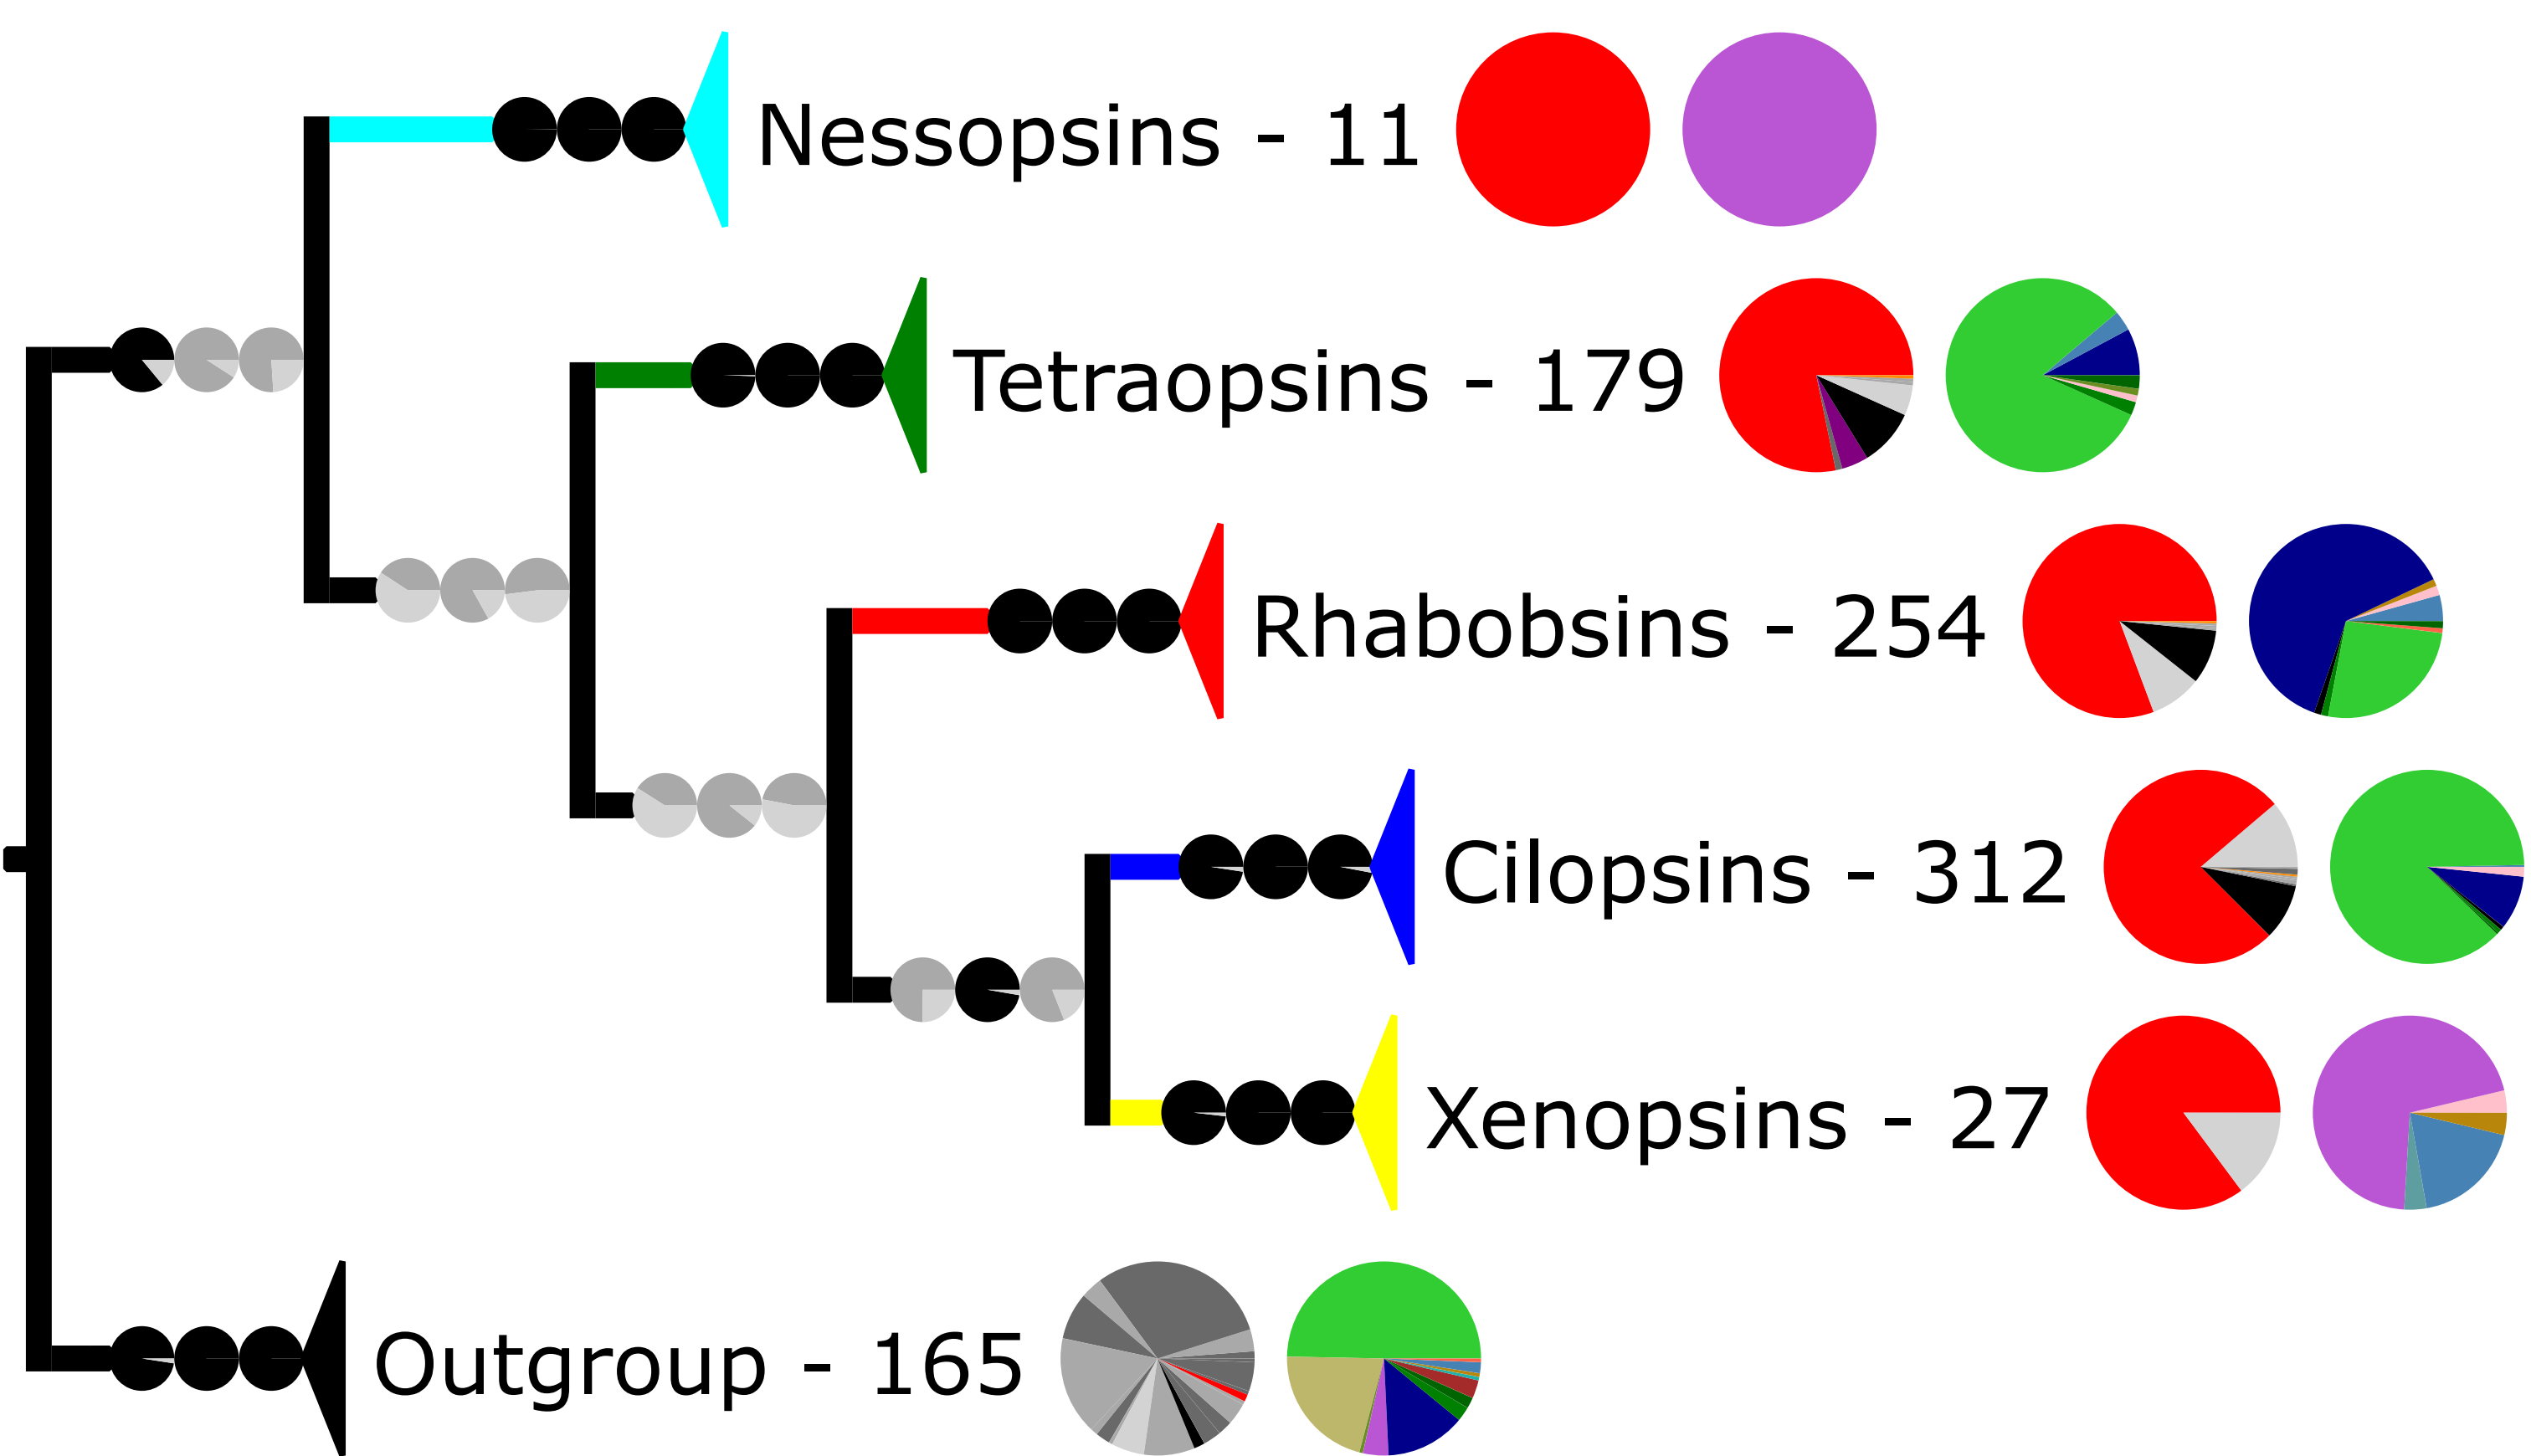 Nessopsins - 11
Tetraopsins - 179
Rhabobsins - 254
Cilopsins - 312
Xenopsins - 27
Outgroup - 165